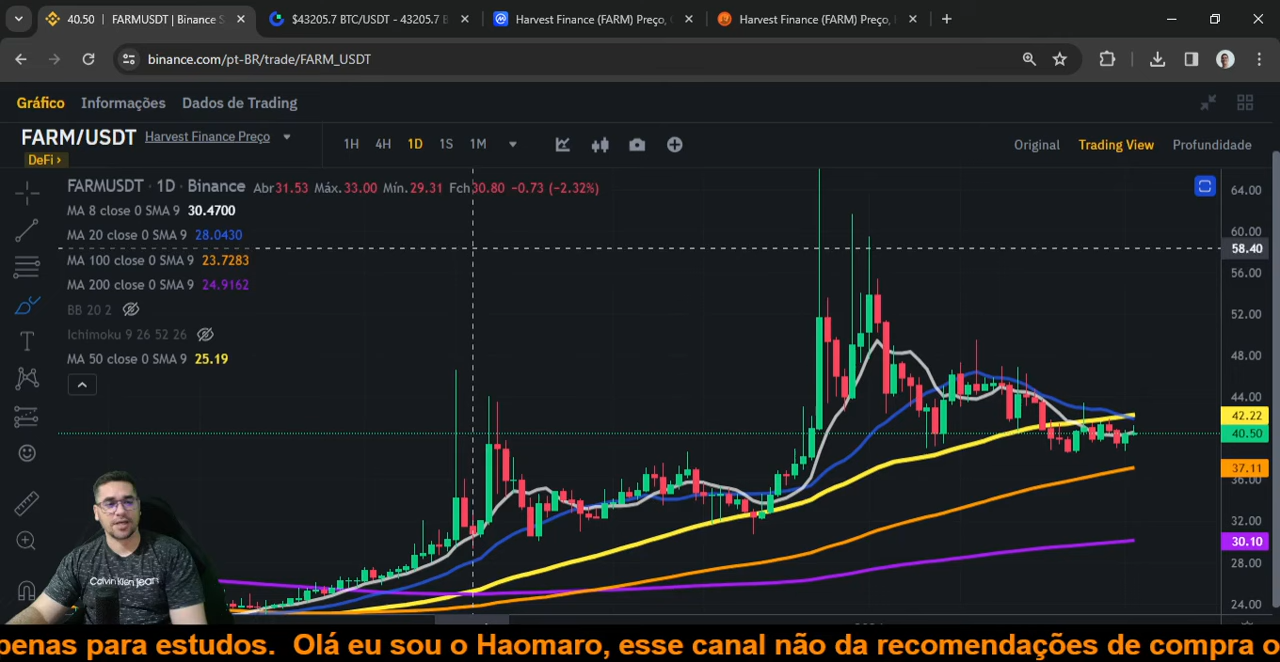 40.50 | FARMUSDT | Binance S
$43205.7 BTC/USDT - 43205.7 B
Harvest Finance (FARM) Preço,
Harvest Finance (FARM) Preço,
binance.com/pt-BR/trade/FARM_USDT
Gráfico Informações Dados de Trading
FARM/USDT Harvest Finance Preço
DeFi
1H 4H 1D 1S 1M
Original Trading View Profundidade
FARMUSDT · 1D · Binance Abr31.53 Máx.33.00 Mín.29.31 Fch30.80 -0.73 (-2.32%)
MA 8 close 0 SMA 9 30.4700
MA 20 close 0 SMA 9 28.0430
MA 100 close 0 SMA 9 23.7283
MA 200 close 0 SMA 9 24.9162
BB 20 2
Ichimoku 9 26 52 26
MA 50 close 0 SMA 9 25.19
64.00
60.00
58.40
56.00
52.00
48.00
44.00
42.22
40.50
37.11
36.00
32.00
30.10
28.00
24.00
Calvin Klein Jeans
penas para estudos. Olá eu sou o Haomaro, esse canal não da recomendações de compra o